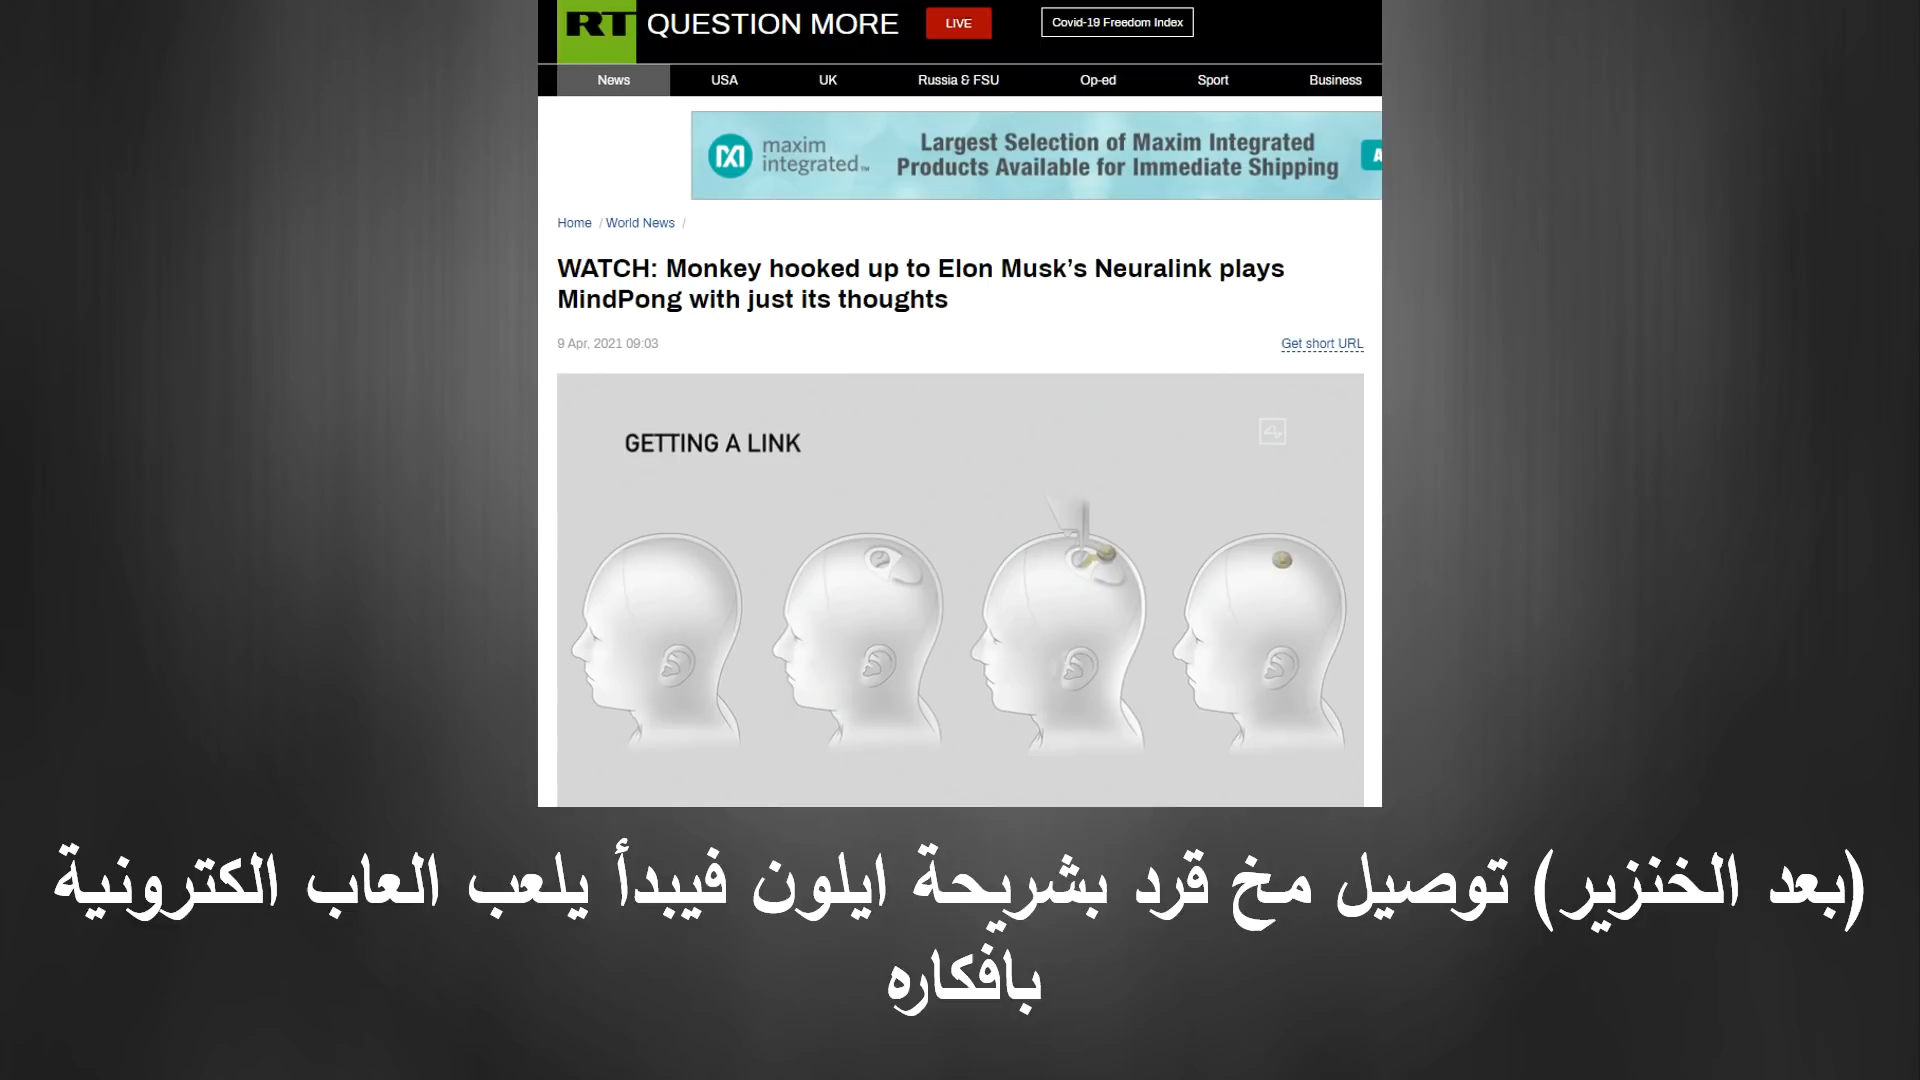 RT QUESTION MORE LIVE Covid-19 Freedom Index
News USA UK Russia & FSU Op-ed Sport Business
maxim integrated™
Largest Selection of Maxim Integrated
Products Available for Immediate Shipping
Home / World News /
WATCH: Monkey hooked up to Elon Musk’s Neuralink plays
MindPong with just its thoughts
9 Apr, 2021 09:03 Get short URL
GETTING A LINK
(بعد الخنزير) توصيل مخ قرد بشريحة ايلون فيبدأ يلعب العاب الكترونية
بافكاره